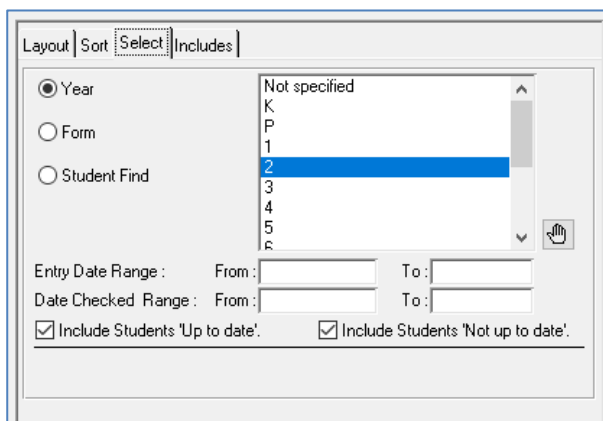 Layout Sort Select Includes
Year
Form
Student Find
Not specified
K
P
1
2
3
4
5
6
Entry Date Range : From : To :
Date Checked Range : From : To :
Include Students 'Up to date'. Include Students 'Not up to date'.